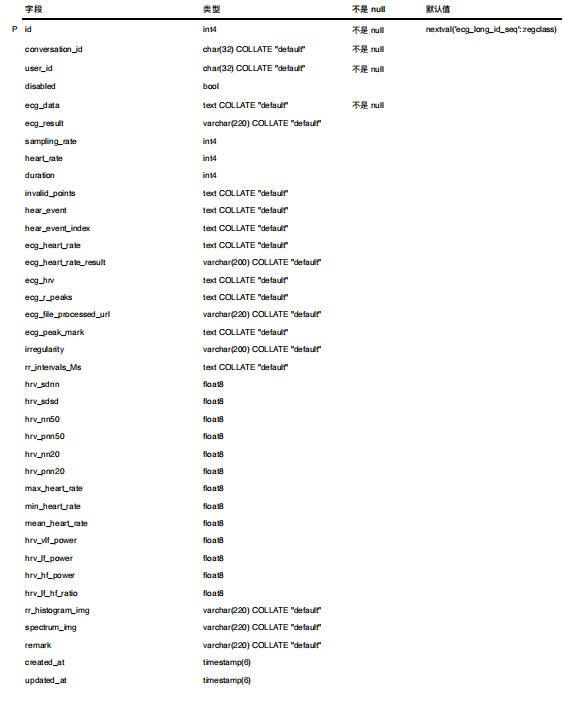 字段 类型 不是 null 默认值
P id int4 不是 null nextval('ecg_long_id_seq'::regclass)
conversation_id char(32) COLLATE "default" 不是 null
user_id char(32) COLLATE "default" 不是 null
disabled bool
ecg_data text COLLATE "default" 不是 null
ecg_result varchar(220) COLLATE "default"
sampling_rate int4
heart_rate int4
duration int4
invalid_points text COLLATE "default"
hear_event text COLLATE "default"
hear_event_index text COLLATE "default"
ecg_heart_rate text COLLATE "default"
ecg_heart_rate_result varchar(200) COLLATE "default"
ecg_hrv text COLLATE "default"
ecg_r_peaks text COLLATE "default"
ecg_file_processed_url varchar(220) COLLATE "default"
ecg_peak_mark text COLLATE "default"
irregularity varchar(200) COLLATE "default"
rr_intervals_Ms text COLLATE "default"
hrv_sdnn float8
hrv_sdsd float8
hrv_nn50 float8
hrv_pnn50 float8
hrv_nn20 float8
hrv_pnn20 float8
max_heart_rate float8
min_heart_rate float8
mean_heart_rate float8
hrv_vlf_power float8
hrv_lf_power float8
hrv_hf_power float8
hrv_lf_hf_ratio float8
rr_histogram_img varchar(220) COLLATE "default"
spectrum_img varchar(220) COLLATE "default"
remark varchar(220) COLLATE "default"
created_at timestamp(6)
updated_at timestamp(6)